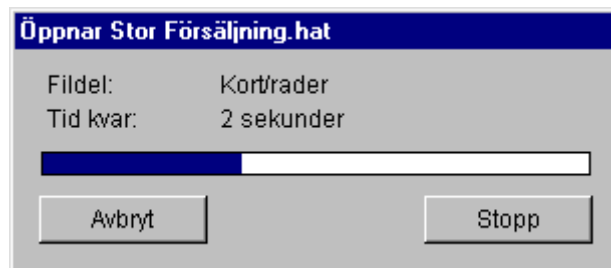 Öppnar Stor Försäljning.hat
Fildel: Kort/rader
Tid kvar: 2 sekunder
Avbryt Stopp